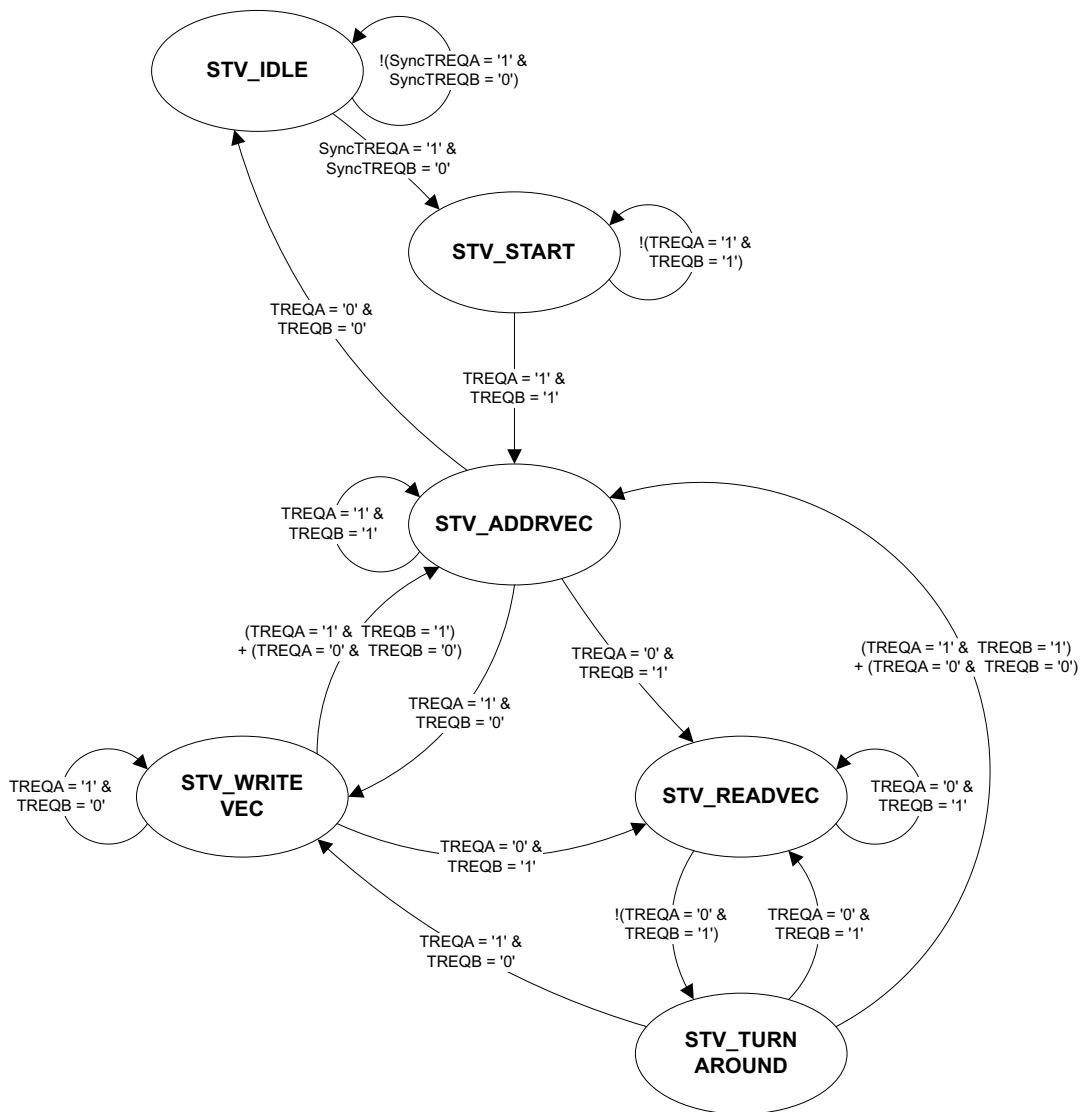 STV_IDLE
!(SyncTREQA = '1' &
SyncTREQB = '0')
SyncTREQA = '1' &
SyncTREQB = '0'
STV_START
!(TREQA = '1' &
TREQB = '1')
TREQA = '0' &
TREQB = '0'
TREQA = '1' &
TREQB = '1'
STV_ADDRVEC
TREQA = '1' &
TREQB = '1'
(TREQA = '1' & TREQB = '1')
+ (TREQA = '0' & TREQB = '0')
TREQA = '0' &
TREQB = '1'
(TREQA = '1' & TREQB = '1')
+ (TREQA = '0' & TREQB = '0')
TREQA = '1' &
TREQB = '0'
TREQA = '1' &
TREQB = '0'
STV_WRITE
VEC
STV_READVEC
TREQA = '0' &
TREQB = '1'
TREQA = '0' &
TREQB = '1'
!(TREQA = '0' &
TREQB = '1')
TREQA = '0' &
TREQB = '1'
TREQA = '1' &
TREQB = '0'
STV_TURN
AROUND